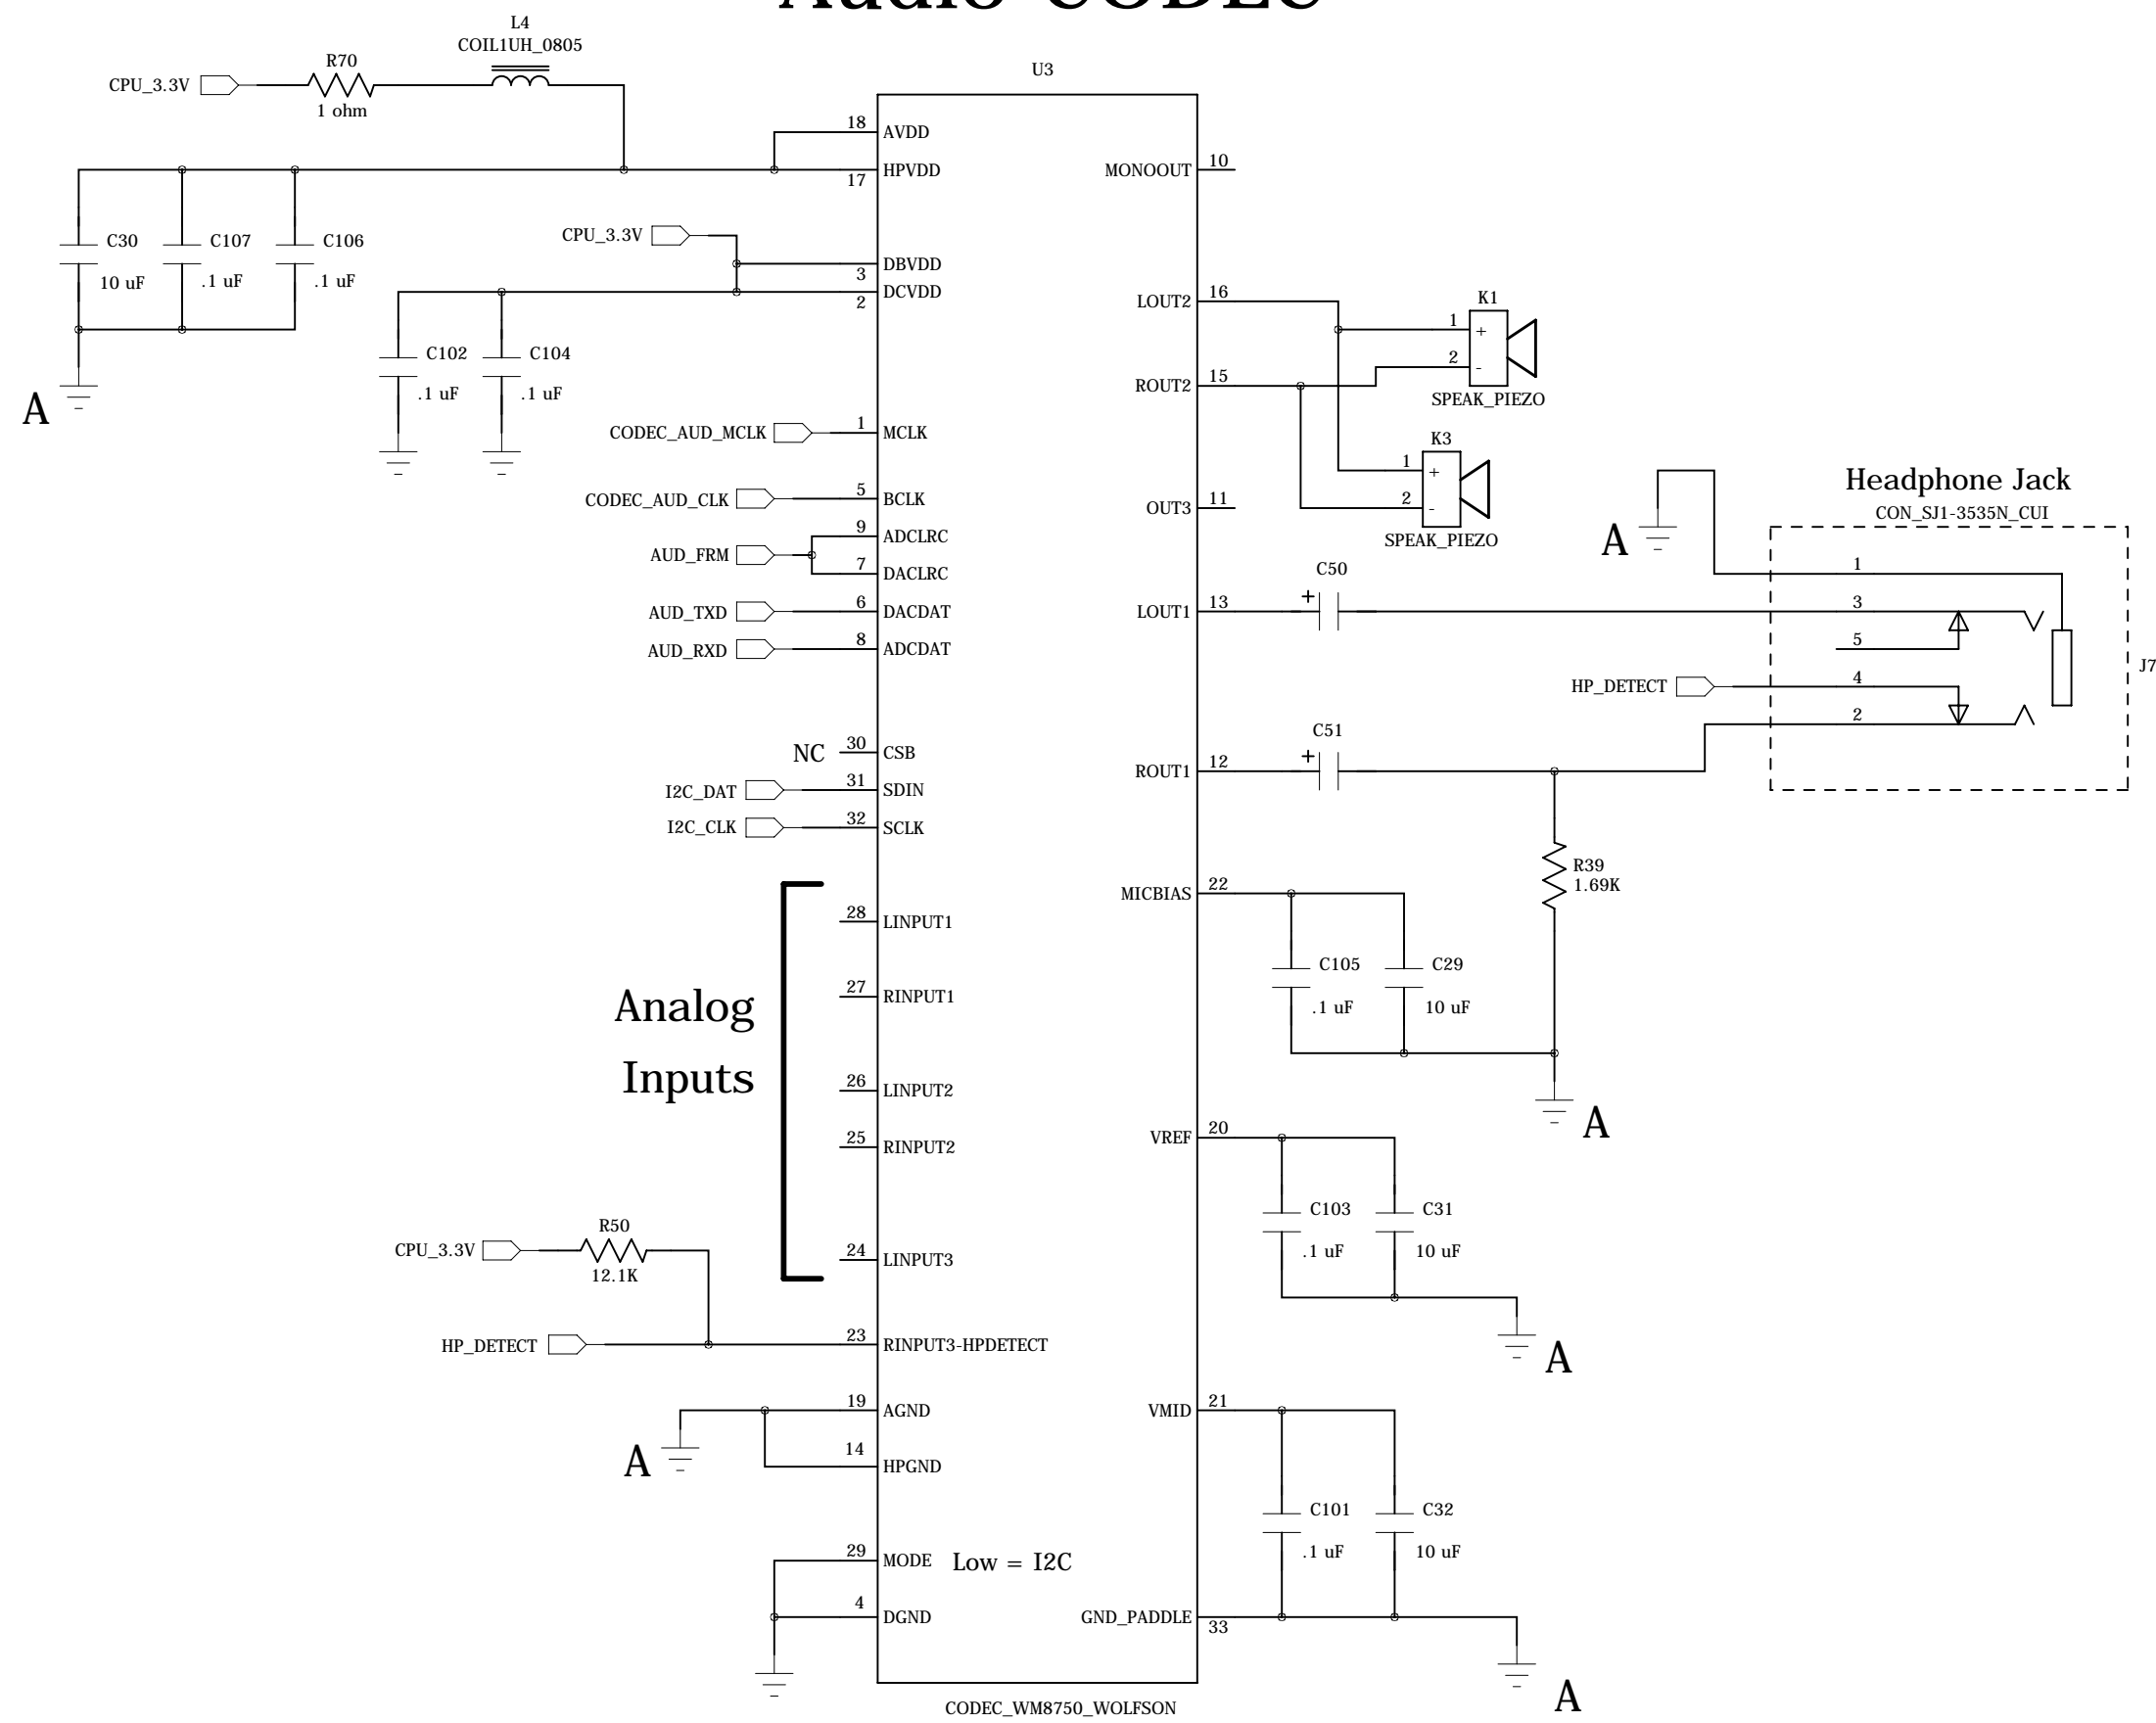 Audio CODEC
L4
COIL1UH_0805
R70
CPU_3.3V
1 ohm
U3
18
AVDD
HPVDD
17
MONOOUT
10
C30
10 uF
C107
.1 uF
C106
.1 uF
A
CPU_3.3V
DBVDD
3
DCVDD
2
C102
.1 uF
C104
.1 uF
LOUT2
16
K1
1
+
2
-
SPEAK_PIEZO
ROUT2
15
CODEC_AUD_MCLK
1
MCLK
K3
1
+
2
-
SPEAK_PIEZO
CODEC_AUD_CLK
5
BCLK
OUT3
11
9
ADCLRC
AUD_FRM
7
DACLRC
AUD_TXD
6
DACDAT
AUD_RXD
8
ADCDAT
LOUT1
13
C50
+
A
Headphone Jack
CON_SJ1-3535N_CUI
1
3
5
HP_DETECT
4
2
J7
NC
30
CSB
I2C_DAT
31
SDIN
I2C_CLK
32
SCLK
ROUT1
12
C51
+
R39
1.69K
Analog
Inputs
28
LINPUT1
27
RINPUT1
26
LINPUT2
25
RINPUT2
24
LINPUT3
MICBIAS
22
C105
.1 uF
C29
10 uF
A
VREF
20
C103
.1 uF
C31
10 uF
A
CPU_3.3V
R50
12.1K
HP_DETECT
23
RINPUT3-HPDETECT
19
AGND
A
14
HPGND
VMID
21
C101
.1 uF
C32
10 uF
29
MODE
Low = I2C
4
DGND
GND_PADDLE
33
A
CODEC_WM8750_WOLFSON